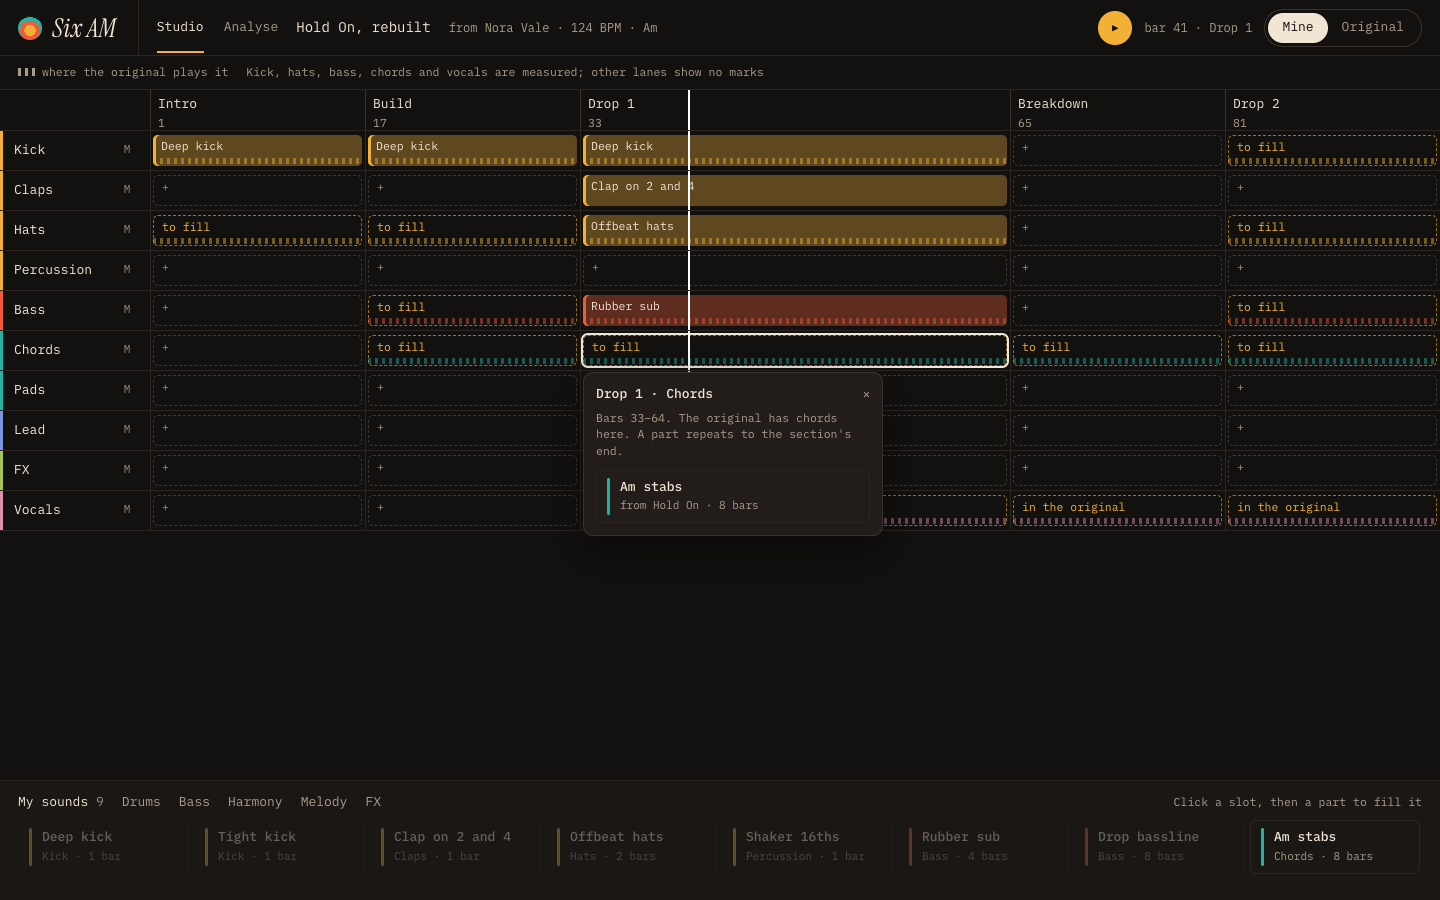 Six AM
Studio Analyse Hold On, rebuilt from Nora Vale · 124 BPM · Am
▶ bar 41 · Drop 1 Mine Original
where the original plays it Kick, hats, bass, chords and vocals are measured; other lanes show no marks
Intro Build Drop 1 Breakdown Drop 2
1 17 33 65 81
Kick M Deep kick Deep kick Deep kick + to fill
Claps M + + Clap on 2 and 4 + +
Hats M to fill to fill Offbeat hats + to fill
Percussion M + + + + +
Bass M + to fill Rubber sub + to fill
Chords M + to fill to fill to fill to fill
Pads M + + + +
Lead M + + + +
FX M + + + +
Vocals M + + in the original in the original
Drop 1 · Chords ×
Bars 33–64. The original has chords
here. A part repeats to the section's
end.
Am stabs
from Hold On · 8 bars
My sounds 9 Drums Bass Harmony Melody FX Click a slot, then a part to fill it
Deep kick Tight kick Clap on 2 and 4 Offbeat hats Shaker 16ths Rubber sub Drop bassline Am stabs
Kick · 1 bar Kick · 1 bar Claps · 1 bar Hats · 2 bars Percussion · 1 bar Bass · 4 bars Bass · 8 bars Chords · 8 bars